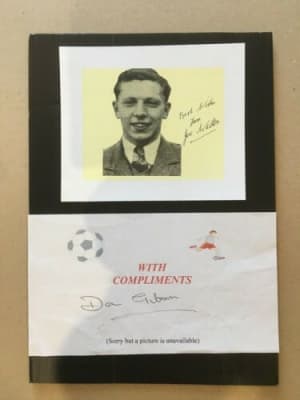 Best Wishes
from
WITH
COMPLIMENTS
Don Gibson
(Sorry but a picture is unavailable)